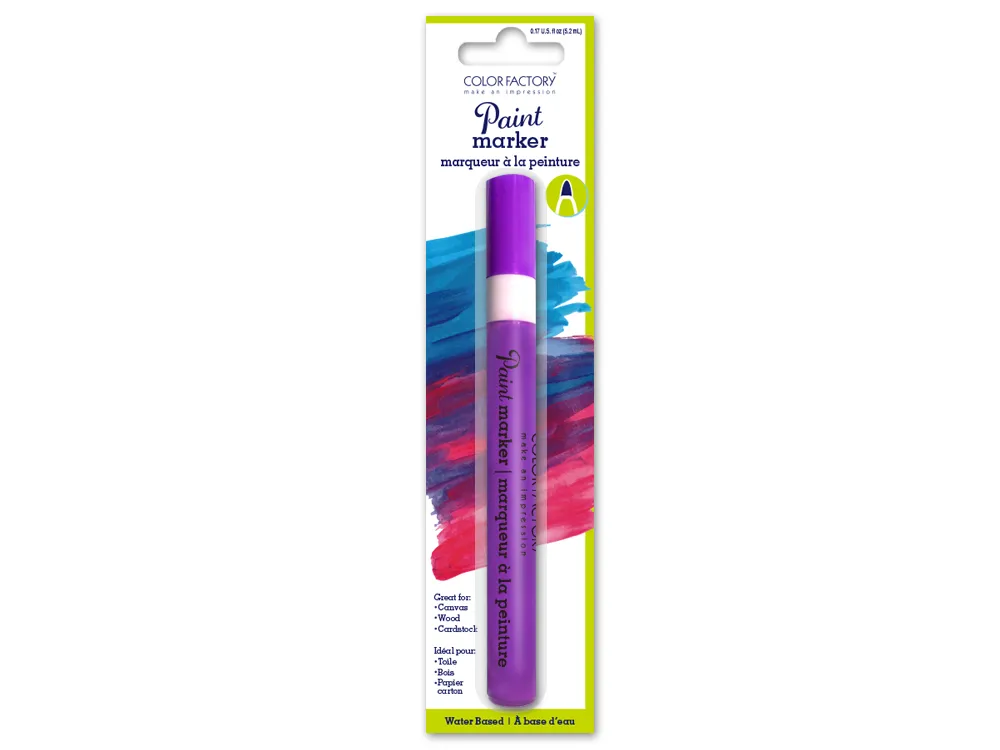 0.17 U.S. fl oz (5.2 mL)
COLOR FACTORY™
make an impression
Paint
marker
marqueur à la peinture
Paint marker | marqueur à la peinture
COLOR FACTORY
make an impression
Great for:
•Canvas
•Wood
•Cardstock
Idéal pour:
•Toile
•Bois
•Papier
carton
Water Based | À base d'eau